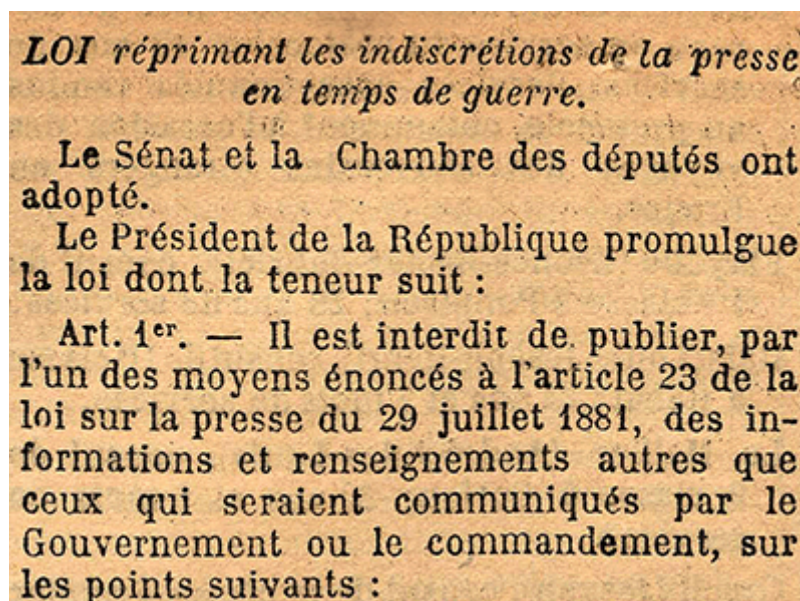 LOI réprimant les indiscrétions de la presse
en temps de guerre.
Le Sénat et la Chambre des députés ont
adopté.
Le Président de la République promulgue
la loi dont la teneur suit :
Art. 1er. — Il est interdit de publier, par
l'un des moyens énoncés à l'article 23 de la
loi sur la presse du 29 juillet 1881, des in-
formations et renseignements autres que
ceux qui seraient communiqués par le
Gouvernement ou le commandement, sur
les points suivants :